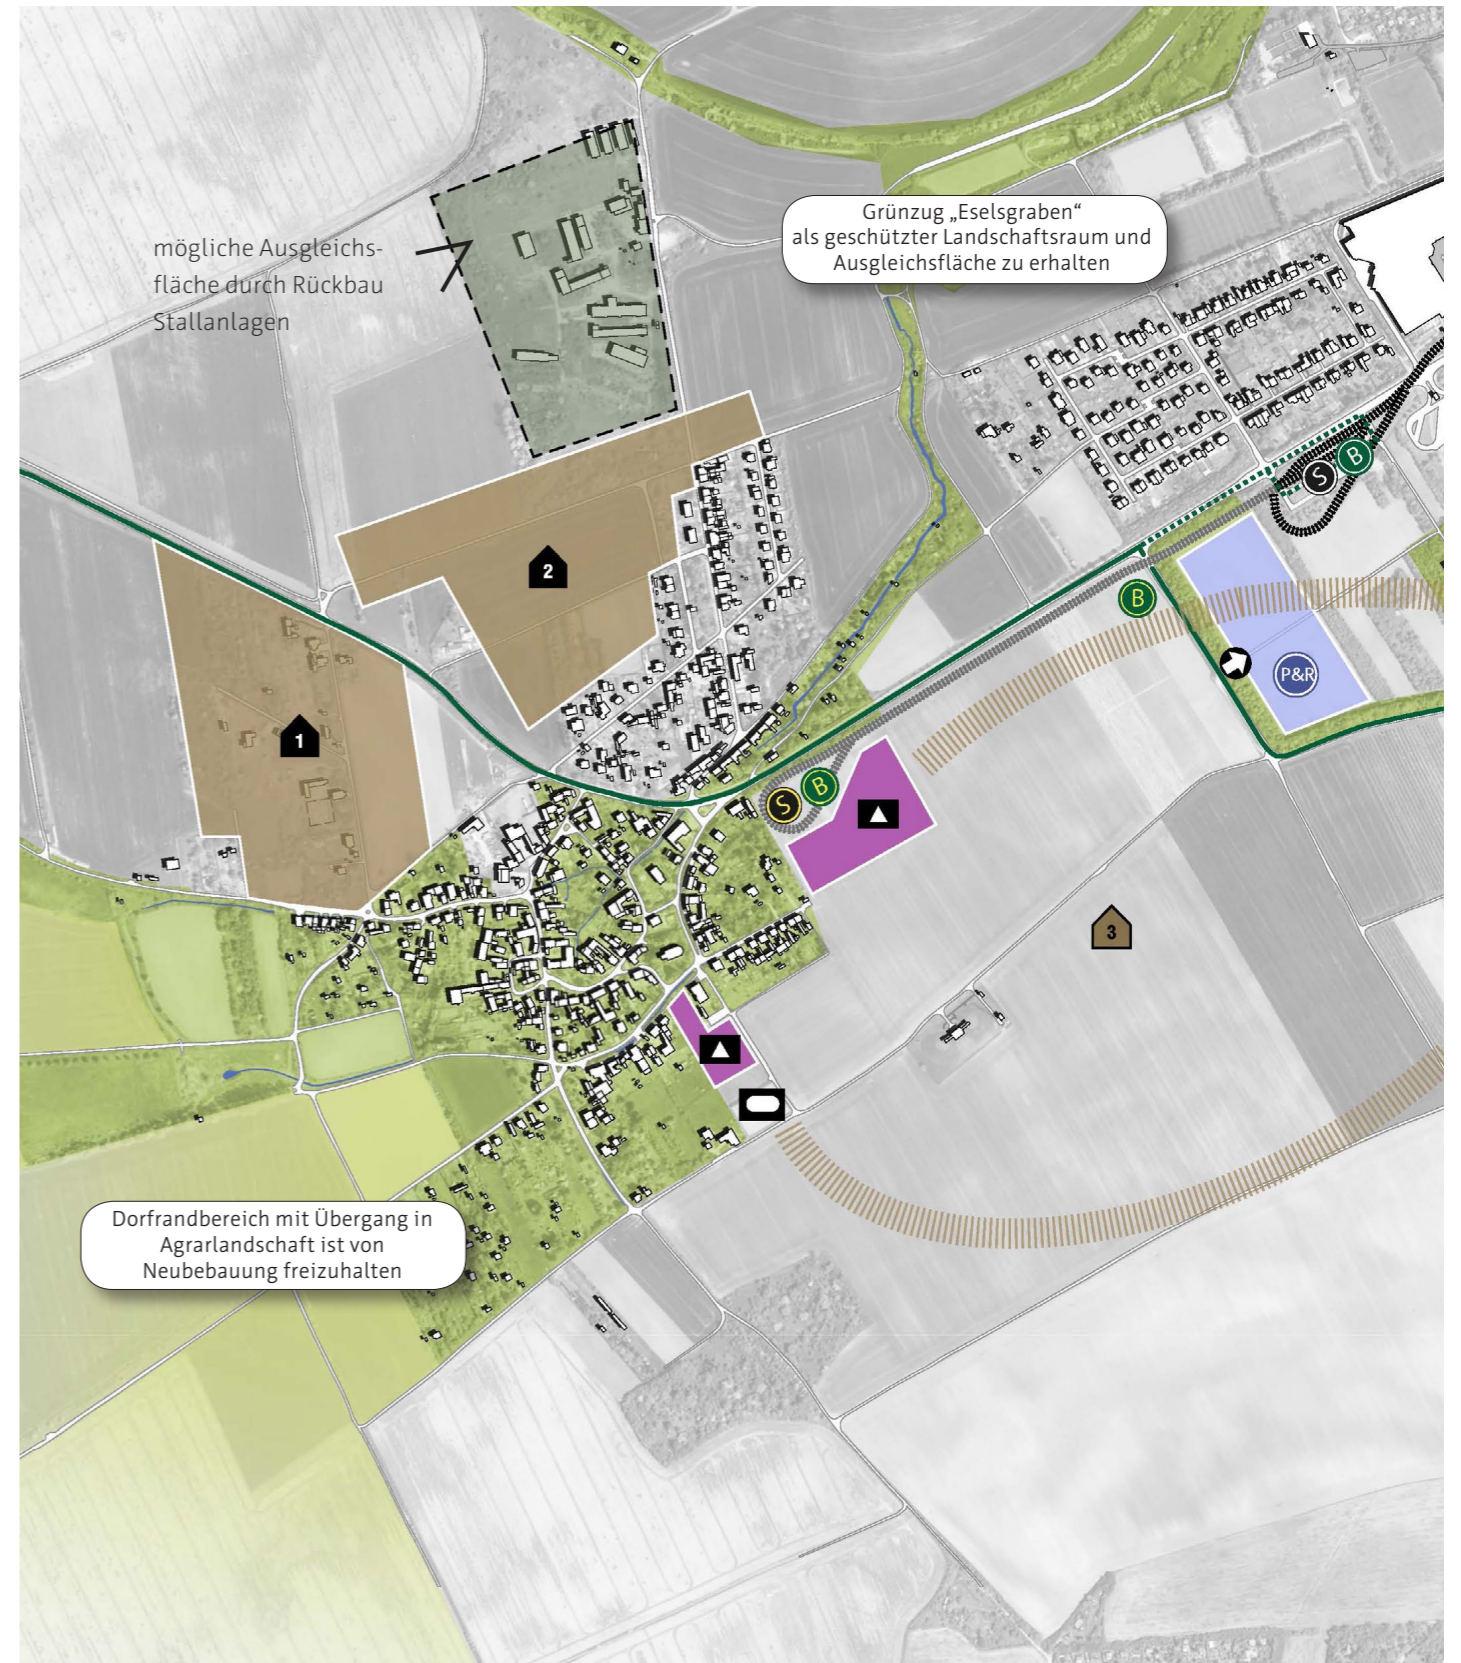 Grünzug „Eselsgraben“
als geschützter Landschaftsraum und
Ausgleichsfläche zu erhalten
mögliche Ausgleichs-
fläche durch Rückbau
Stallanlagen
S
B
2
B
P&R
1
S
B
3
Dorfrandbereich mit Übergang in
Agrarlandschaft ist von
Neubebauung freizuhalten